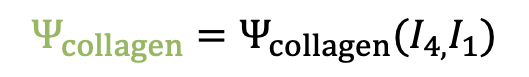 Ψcollagen = Ψcollagen(I4,I1)